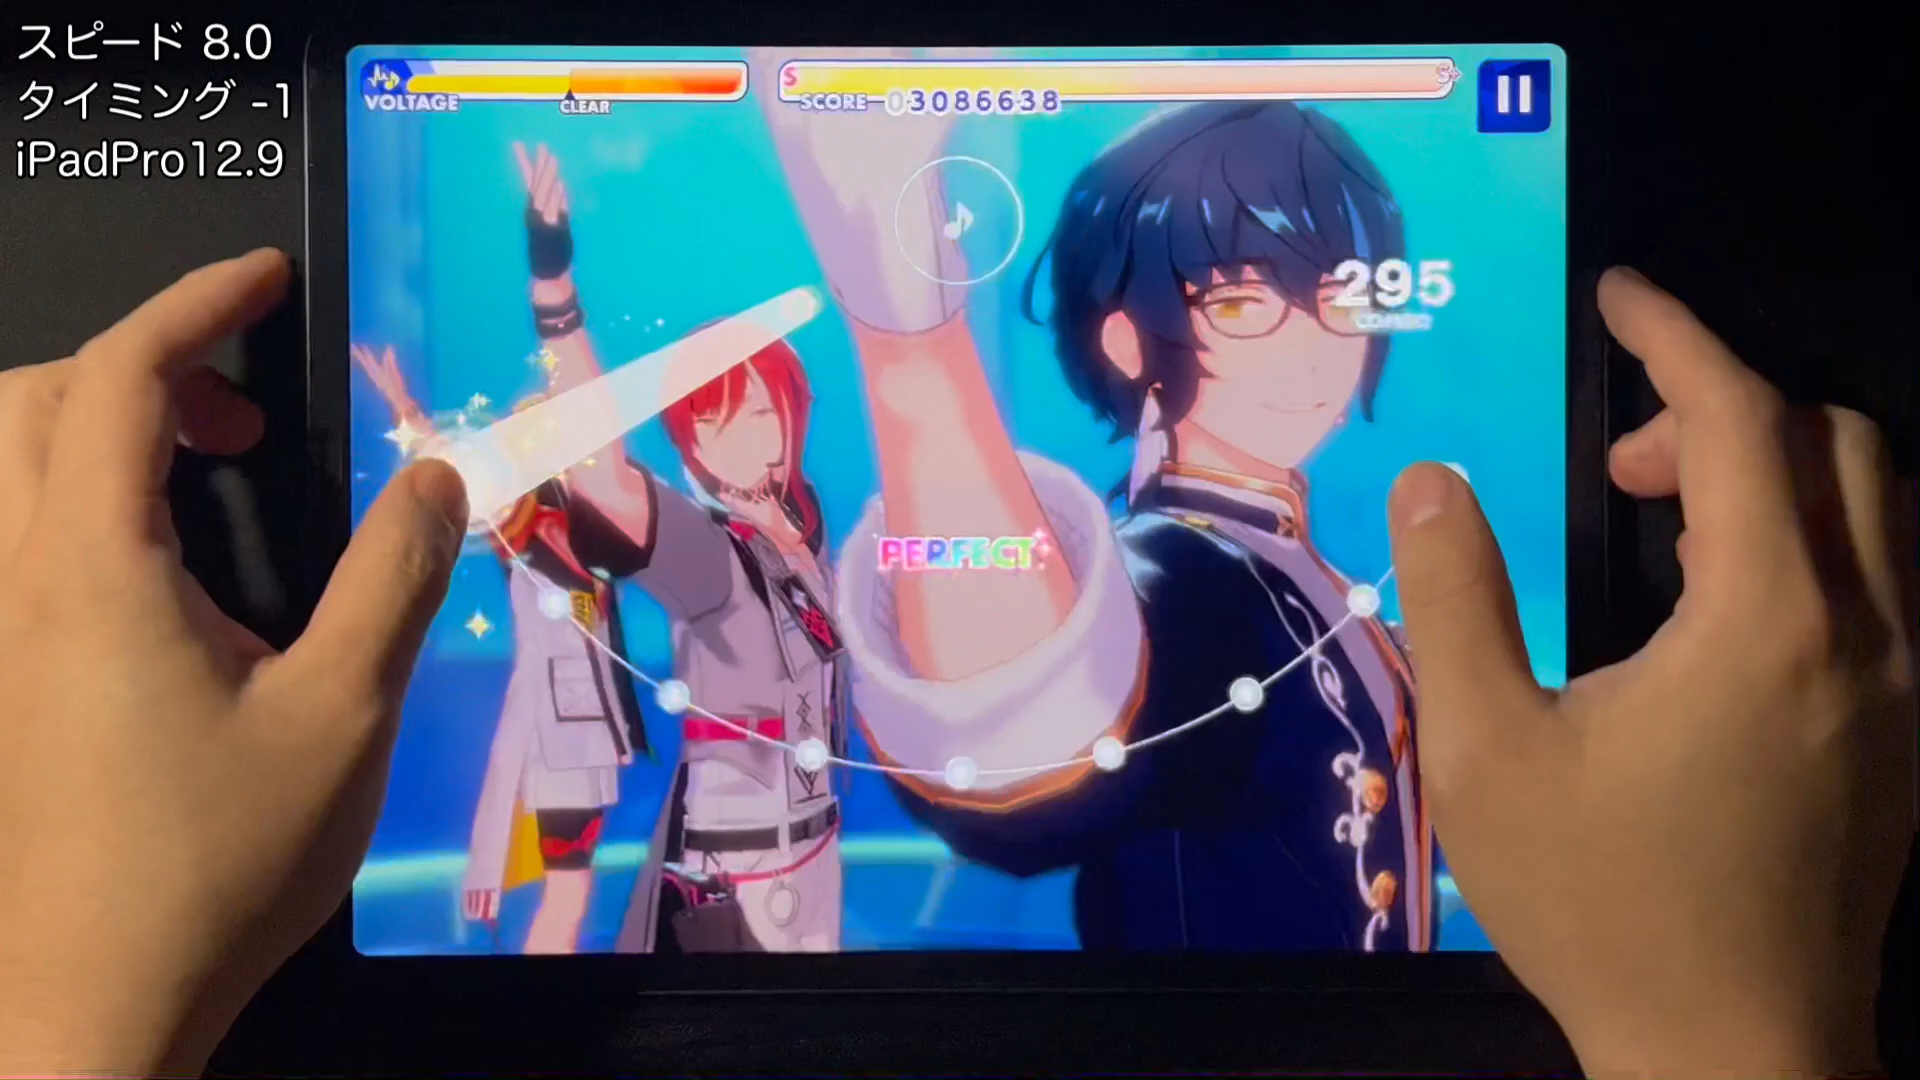 スピード 8.0
タイミング -1
iPadPro12.9
VOLTAGE
CLEAR
S
S+
SCORE 03086638
295
COMBO
PERFECT